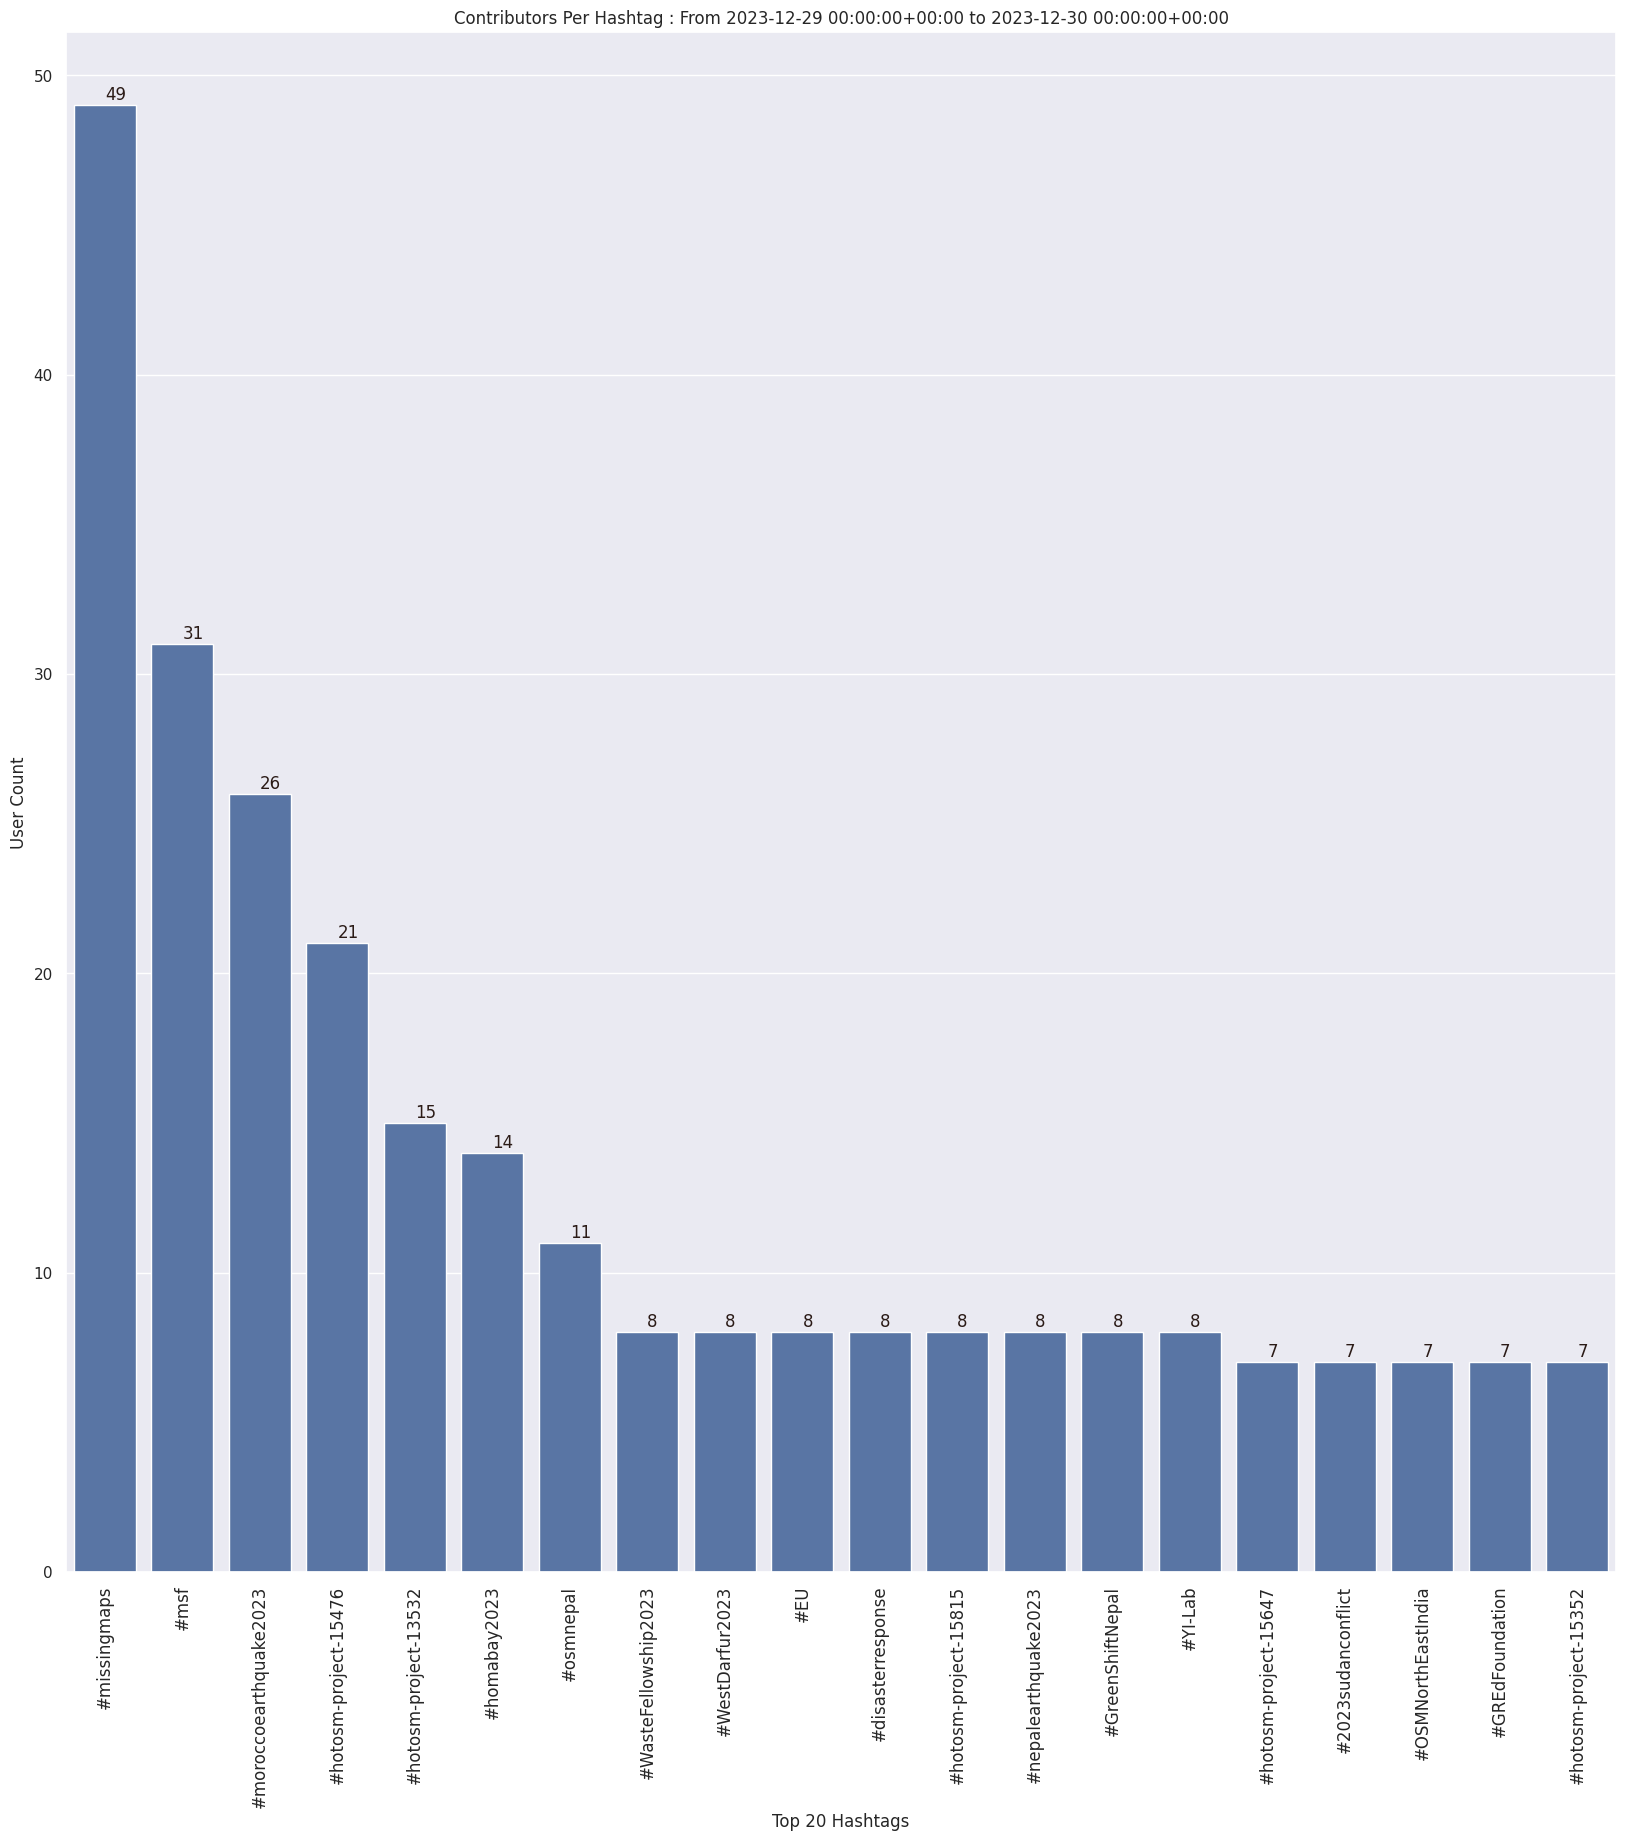 Contributors Per Hashtag : From 2023-12-29 00:00:00+00:00 to 2023-12-30 00:00:00+00:00
User Count
50
40
30
20
10
0
49
31
26
21
15
14
11
8
8
8
8
8
8
8
8
7
7
7
7
7
#missingmaps
#msf
#moroccoearthquake2023
#hotosm-project-15476
#hotosm-project-13532
#homabay2023
#osmnepal
#WasteFellowship2023
#WestDarfur2023
#EU
#disasterresponse
#hotosm-project-15815
#nepalearthquake2023
#GreenShiftNepal
#YI-Lab
#hotosm-project-15647
#2023sudanconflict
#OSMNorthEastIndia
#GREdFoundation
#hotosm-project-15352
Top 20 Hashtags